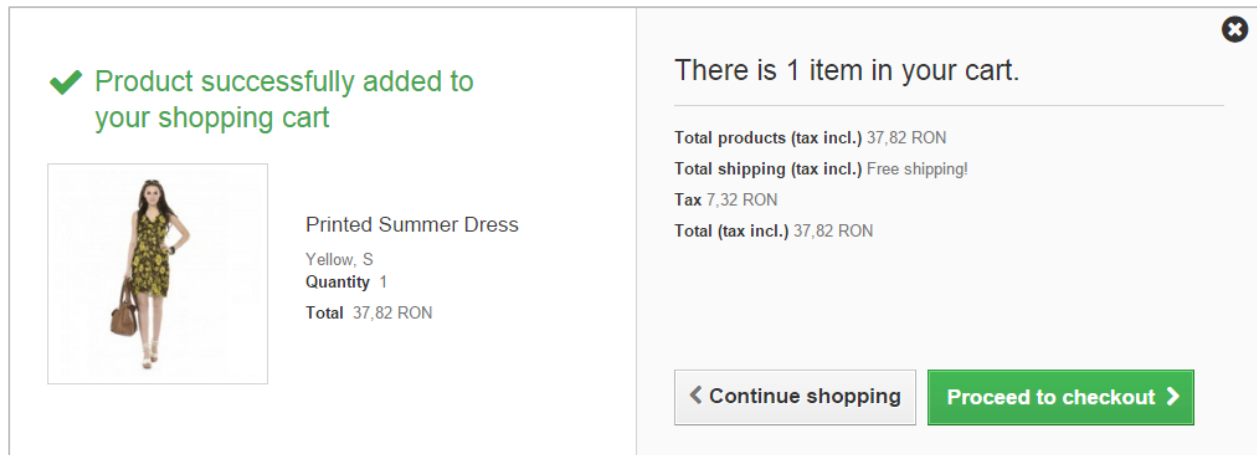 Product successfully added to
your shopping cart
Printed Summer Dress
Yellow, S
Quantity 1
Total 37,82 RON
There is 1 item in your cart.
Total products (tax incl.) 37,82 RON
Total shipping (tax incl.) Free shipping!
Tax 7,32 RON
Total (tax incl.) 37,82 RON
Continue shopping
Proceed to checkout